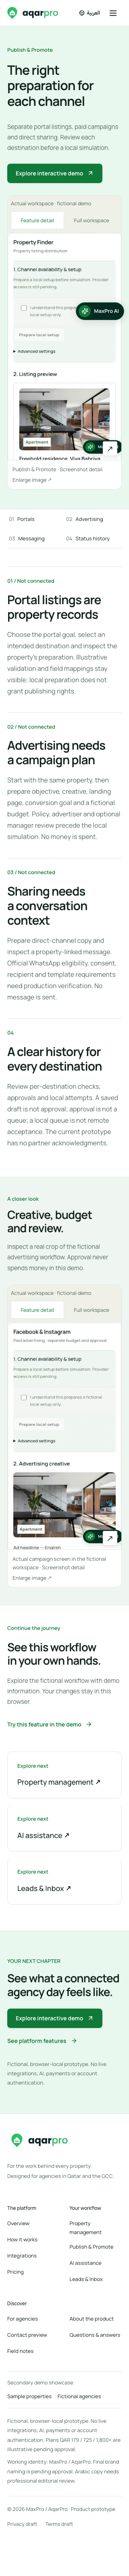 aqarpro
العربية
Publish & Promote
The right
preparation for
each channel
Separate portal listings, paid campaigns
and direct sharing. Review each
destination before a local simulation.
Explore interactive demo ↗
Actual workspace · fictional demo
Feature detail
Full workspace
Property Finder
Property listing distribution
1. Channel availability & setup
Prepare a local setup before simulation. Provider
access is still pending.
I understand this prepares
local setup only.
MaxPro AI
Prepare local setup
Advanced settings
2. Listing preview
Apartment
Freehold residence, Viva Bahriya
Publish & Promote · Screenshot detail
Enlarge image ↗
01 Portals
02 Advertising
03 Messaging
04 Status history
01 / Not connected
Portal listings are
property records
Choose the portal goal, select an
intended destination and inspect the
property's preparation. Illustrative
validation and field mappings stay
visible; local preparation does not
grant publishing rights.
02 / Not connected
Advertising needs
a campaign plan
Start with the same property, then
prepare objective, creative, landing
page, conversion goal and a fictional
budget. Policy, advertiser and optional
manager review precede the local
simulation. No money is spent.
03 / Not connected
Sharing needs
a conversation
context
Prepare direct-channel copy and
inspect a property-linked message.
Official WhatsApp eligibility, consent,
recipient and template requirements
need production verification. No
message is sent.
04
A clear history for
every destination
Review per-destination checks,
approvals and local attempts. A saved
draft is not approval; approval is not a
queue; a local queue is not remote
acceptance. The current prototype
has no partner acknowledgments.
A closer look
Creative, budget
and review.
Inspect a real crop of the fictional
advertising workflow. Approval never
spends money in this demo.
Actual workspace · fictional demo
Feature detail
Full workspace
Facebook & Instagram
Paid advertising · separate budget and approval
1. Channel availability & setup
Prepare a local setup before simulation. Provider
access is still pending.
I understand this prepares a fictional
local setup only.
Prepare local setup
Advanced settings
2. Advertising creative
Apartment
Ad headline — English
Actual campaign screen in the fictional
workspace · Screenshot detail
Enlarge image ↗
Continue the journey
See this workflow
in your own hands.
Explore the fictional workflow with demo
information. Your changes stay in this
browser.
Try this feature in the demo →
Explore next
Property management ↗
Explore next
AI assistance ↗
Explore next
Leads & Inbox ↗
YOUR NEXT CHAPTER
See what a connected
agency day feels like.
Explore interactive demo ↗
See platform features →
Fictional, browser-local prototype. No live
integrations, AI, payments or account
authentication.
aqarpro
For the work behind every property.
Designed for agencies in Qatar and the GCC.
The platform
Your workflow
Overview
Property
management
How it works
Publish & Promote
Integrations
AI assistance
Pricing
Leads & Inbox
Discover
For agencies
About the product
Contact preview
Questions & answers
Field notes
Secondary demo showcase
Sample properties
Fictional agencies
Fictional, browser-local prototype. No live
integrations, AI, payments or account
authentication. Plans QAR 179 / 725 / 1,800+ are
illustrative pending approval.
Working identity: MaxPro / AqarPro. Final brand
naming is pending approval. Arabic copy needs
professional editorial review.
© 2026 MaxPro / AqarPro · Product prototype
Privacy draft
Terms draft